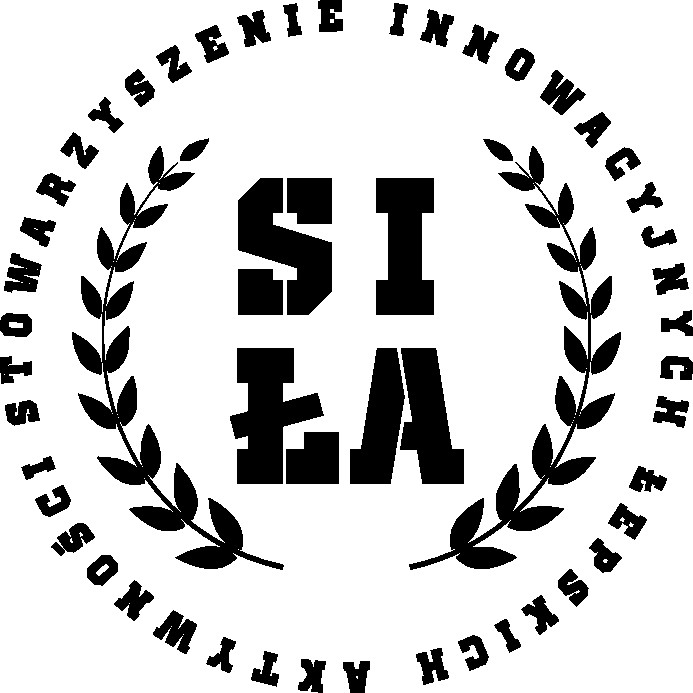 STOWARZYSZENIE INNOWACYJNYCH ŁEPSKICH AKTYWNOŚCI
SI
ŁA